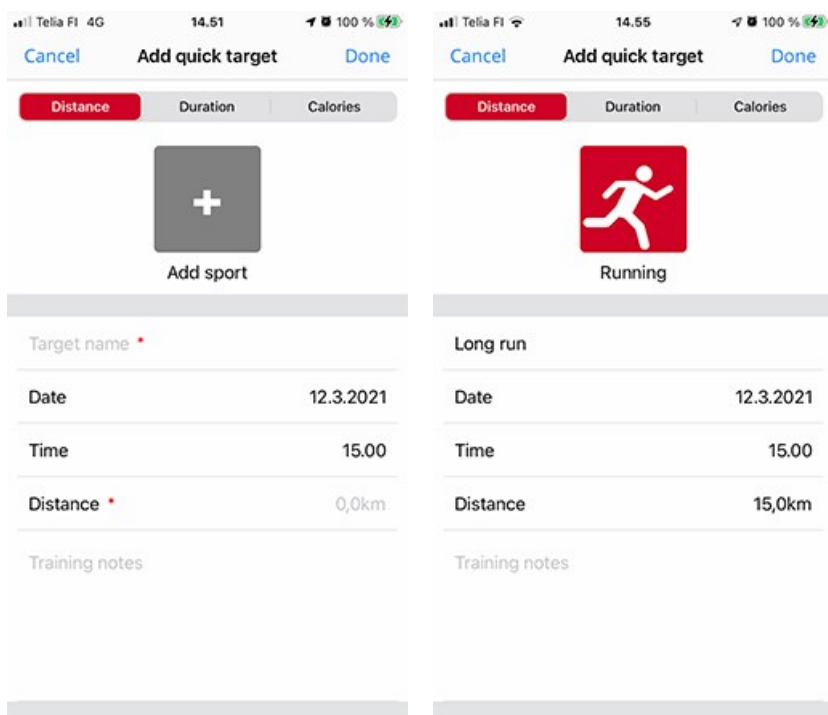 Telia FI 4G 14.51 100 %
Cancel Add quick target Done
Distance Duration Calories
Add sport
Target name *
Date 12.3.2021
Time 15.00
Distance * 0,0km
Training notes
Telia FI 14.55 100 %
Cancel Add quick target Done
Distance Duration Calories
Running
Long run
Date 12.3.2021
Time 15.00
Distance 15,0km
Training notes